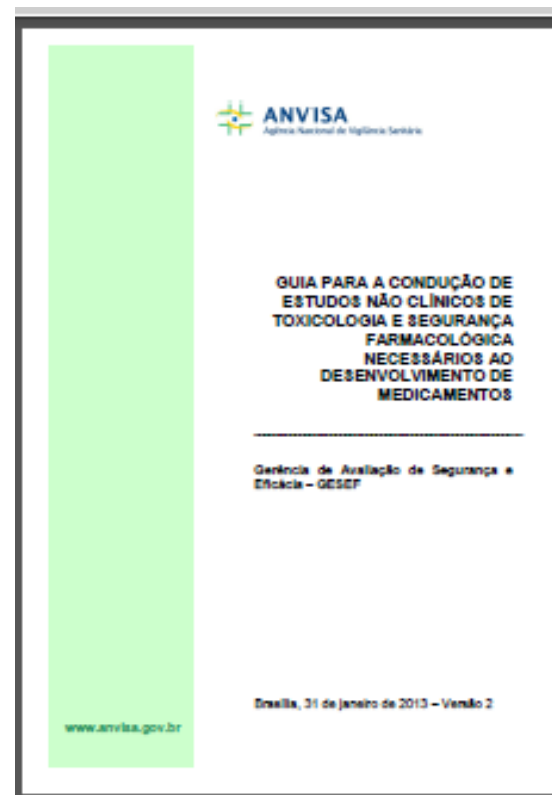 ANVISA
Agência Nacional de Vigilância Sanitária
GUIA PARA A CONDUÇÃO DE
ESTUDOS NÃO CLÍNICOS DE
TOXICOLOGIA E SEGURANÇA
FARMACOLÓGICA
NECESSÁRIOS AO
DESENVOLVIMENTO DE
MEDICAMENTOS
Gerência de Avaliação de Segurança e
Eficácia – GESEF
Brasília, 31 de janeiro de 2013 – Versão 2
www.anvisa.gov.br